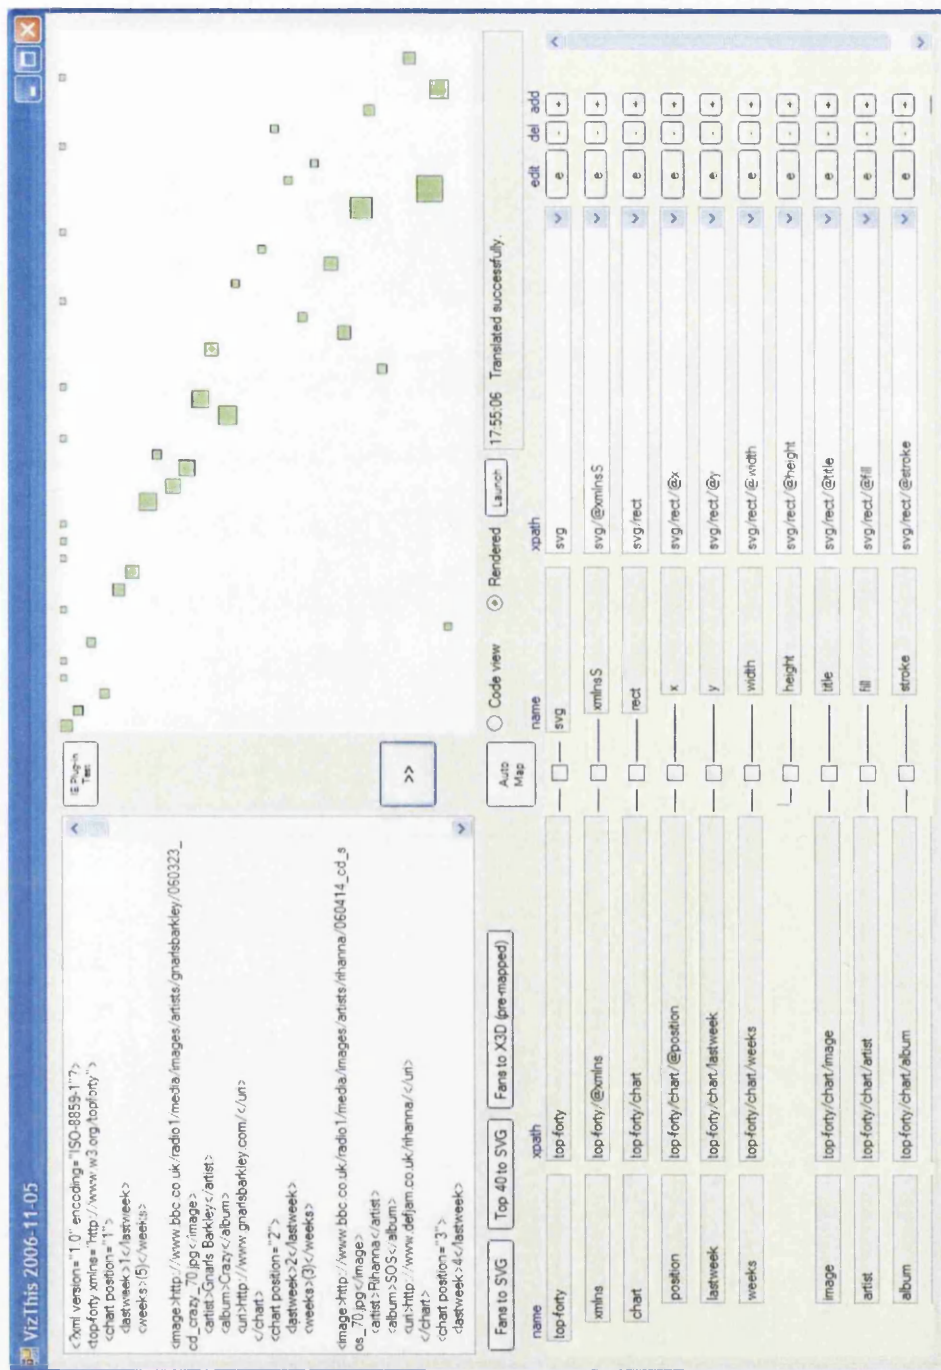 VizThis 2006-11-05
<?xml version="1.0" encoding="ISO-8859-1"?>
<top-forty xmlns="http://www.w3.org/topforty">
<chart position="1">
<lastweek>1</lastweek>
<weeks>(5)</weeks>
<image>http://www.bbc.co.uk/radio1/media/images/artists/gnarlsbarkley/060323_
cd_crazy_70.jpg</image>
<artist>Gnarls Barkley</artist>
<album>Crazy</album>
<url>http://www.gnarlsbarkley.com/</url>
</chart>
<chart position="2">
<lastweek>2</lastweek>
<weeks>(3)</weeks>
<image>http://www.bbc.co.uk/radio1/media/images/artists/rihanna/060414_cd_s
os_70.jpg</image>
<artist>Rihanna</artist>
<album>SOS</album>
<url>http://www.defjam.co.uk/rihanna/</url>
</chart>
<chart position="3">
<lastweek>4</lastweek>
IE Plug-in
Test
>>
Fans to SVG Top 40 to SVG Fans to X3D (pre-mapped)
Auto
Map
Code view Rendered Launch 17:55:06 Translated successfully.
name xpath name xpath edit del add
top-forty top-forty svg svg e - +
xmlns top-forty/@xmlns xmlnsS svg/@xmlnsS e - +
chart top-forty/chart rect svg/rect e - +
position top-forty/chart/@position x svg/rect/@x e - +
lastweek top-forty/chart/lastweek y svg/rect/@y e - +
weeks top-forty/chart/weeks width svg/rect/@width e - +
height svg/rect/@height e - +
image top-forty/chart/image title svg/rect/@title e - +
artist top-forty/chart/artist fill svg/rect/@fill e - +
album top-forty/chart/album stroke svg/rect/@stroke e - +